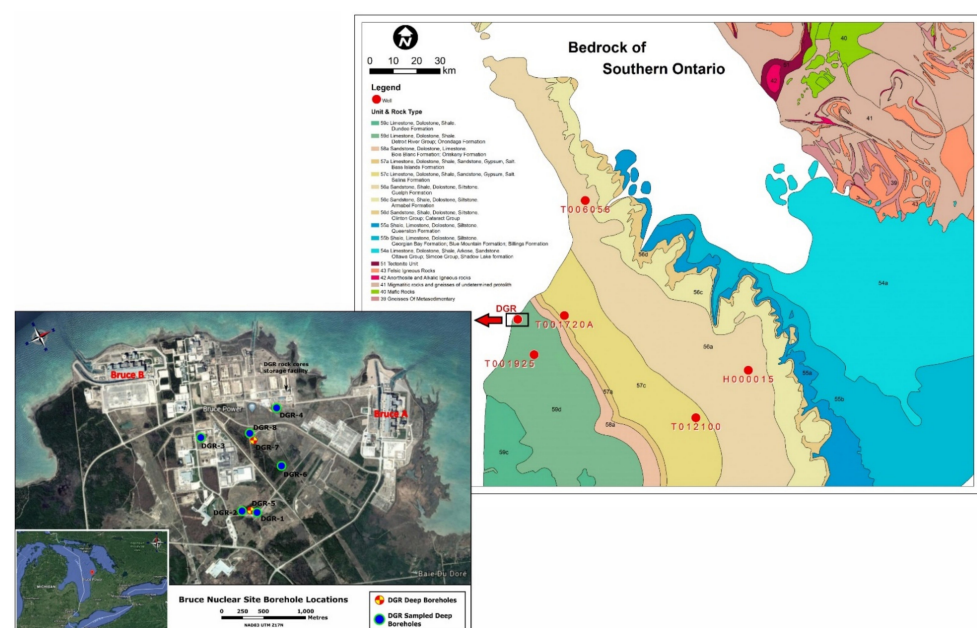 Bedrock of
Southern Ontario
N
0 10 20 30
km
Legend
Well
Unit & Rock Type
59c Limestone, Dolostone, Shale,
Dundee Formation
59d Limestone, Dolostone, Shale,
Detroit River Group; Onondaga Formation
58a Sandstone, Dolostone, Limestone,
Bois Blanc Formation; Oriskany Formation
57a Limestone, Dolostone, Shale, Sandstone, Gypsum, Salt
Bass Islands Formation
57c Limestone, Dolostone, Shale, Sandstone, Gypsum, Salt
Salina Formation
56a Sandstone, Shale, Dolostone, Siltstone,
Guelph Formation
56c Sandstone, Shale, Dolostone, Siltstone,
Amabel Formation
56d Sandstone, Shale, Dolostone, Siltstone,
Clinton Group; Cataract Group
55a Shale, Limestone, Dolostone, Siltstone,
Queenston Formation
55b Shale, Limestone, Dolostone, Siltstone,
Georgian Bay Formation, Blue Mountain Formation, Billings Formation
54a Limestone, Dolostone, Shale, Arkose, Sandstone
Ottawa Group; Simcoe Group; Shadow Lake formation
51 Tectonite Unit
43 Felsic Igneous Rocks
42 Anorthosite and Alkalic Igneous rocks
41 Migmatitic rocks and gneisses of undetermined protolith
40 Mafic Rocks
39 Gneisses Of Metasedimentary
40
42
41
39
43
T006056
56d
56c
54a
DGR
T001720A
T001925
56a
H000015
57c
57a
58a
59d
59c
T012100
55a
55b
Bruce B
DGR rock cores
storage facility
Bruce A
Bruce Power
DGR-4
DGR-8
DGR-3
DGR-7
DGR-6
DGR-5
DGR-2
DGR-1
Baie Du Doré
MICHIGAN
Bruce Nuclear Site Borehole Locations
0 250 500 1,000
Metres
NAD83 UTM Z17N
DGR Deep Boreholes
DGR Sampled Deep
Boreholes